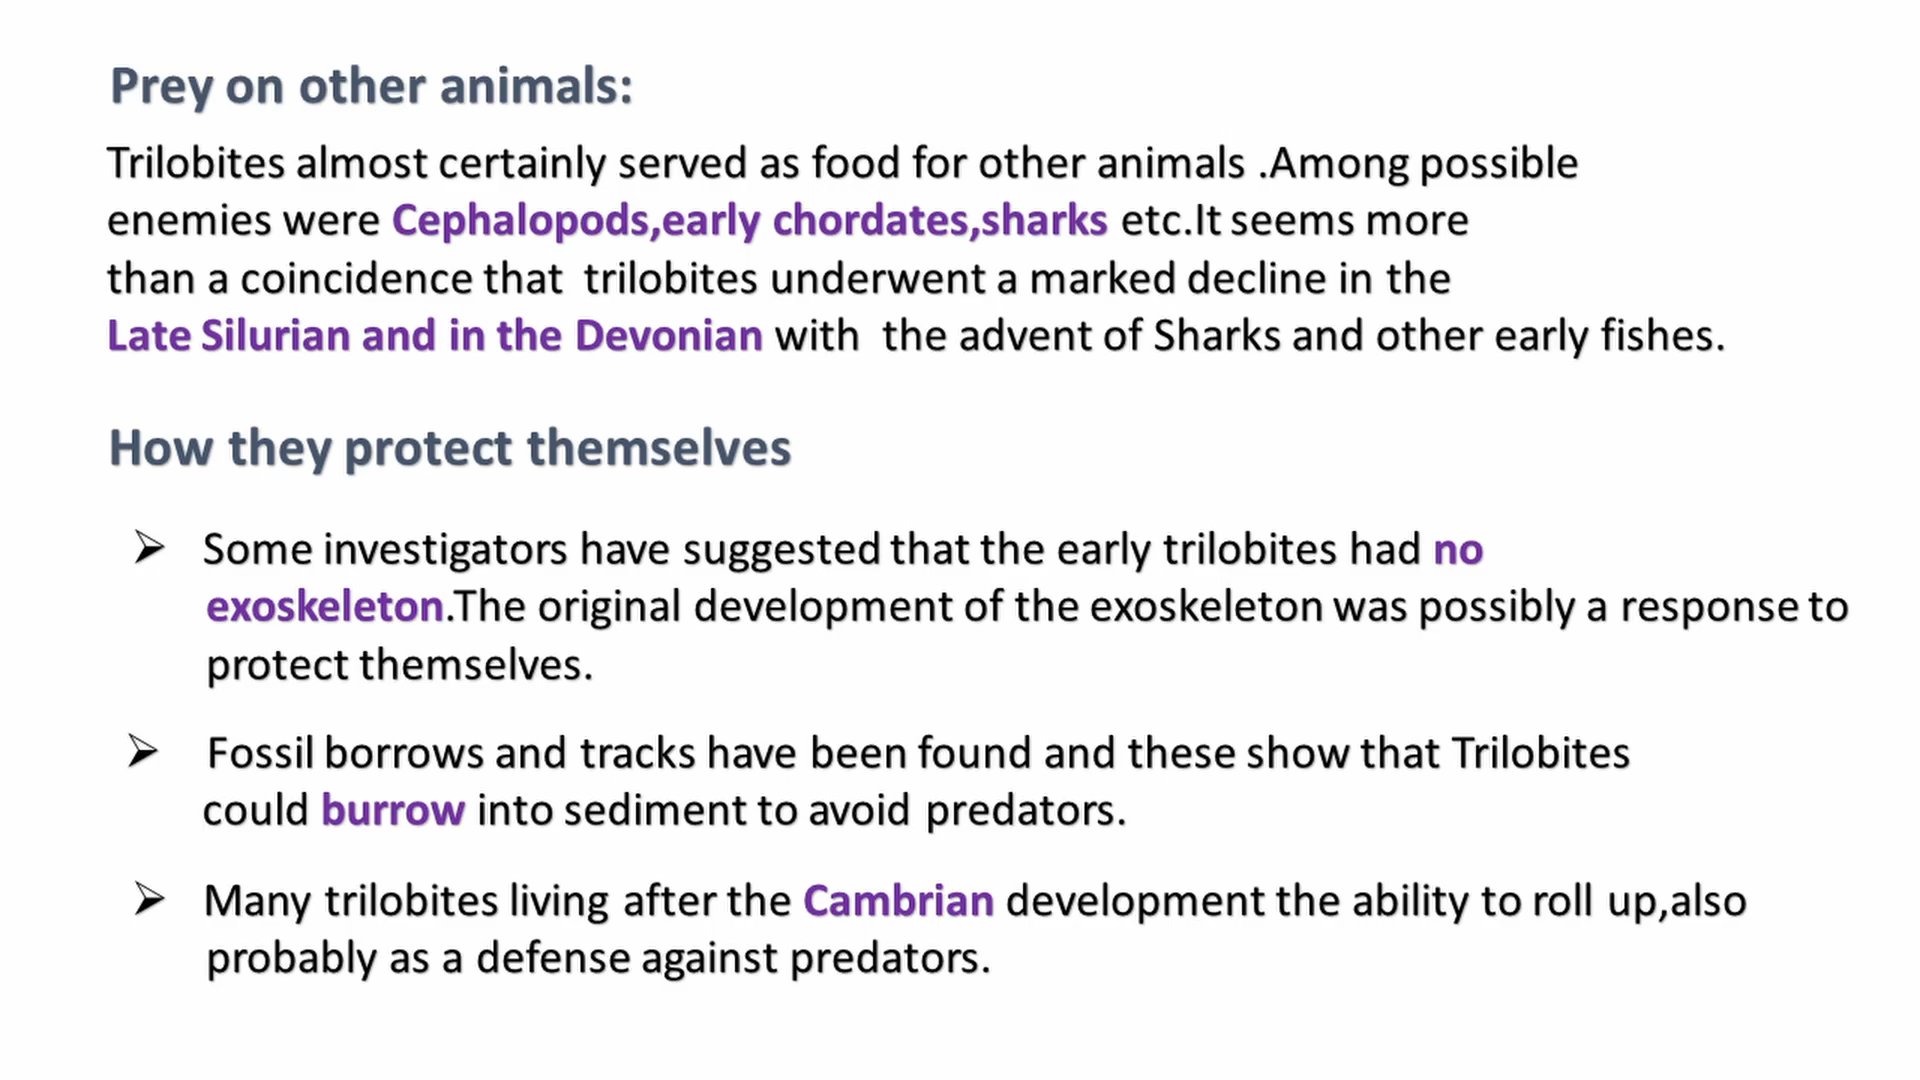 Prey on other animals:
Trilobites almost certainly served as food for other animals .Among possible
enemies were Cephalopods,early chordates,sharks etc.It seems more
than a coincidence that trilobites underwent a marked decline in the
Late Silurian and in the Devonian with the advent of Sharks and other early fishes.
How they protect themselves
➢ Some investigators have suggested that the early trilobites had no
exoskeleton.The original development of the exoskeleton was possibly a response to
protect themselves.
➢ Fossil borrows and tracks have been found and these show that Trilobites
could burrow into sediment to avoid predators.
➢ Many trilobites living after the Cambrian development the ability to roll up,also
probably as a defense against predators.